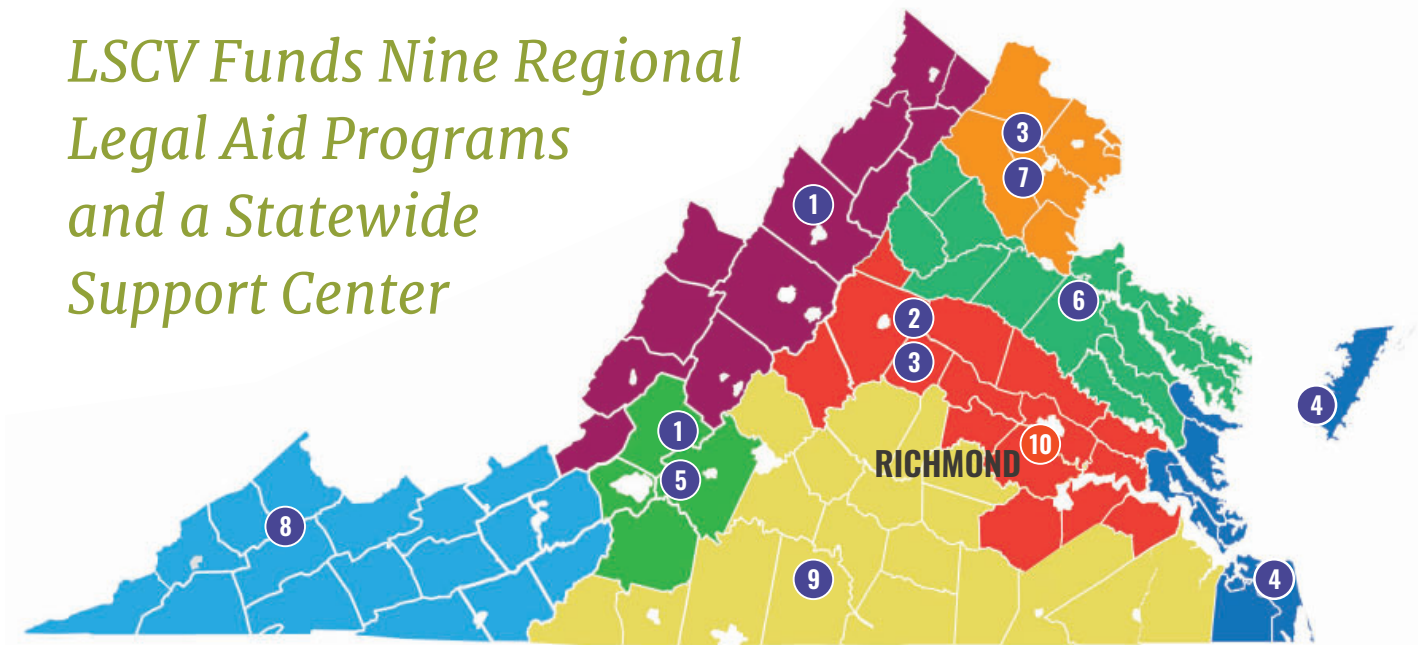 LSCV Funds Nine Regional
Legal Aid Programs
and a Statewide
Support Center
3
7
1
6
2
3
4
1
RICHMOND
10
5
8
9
4